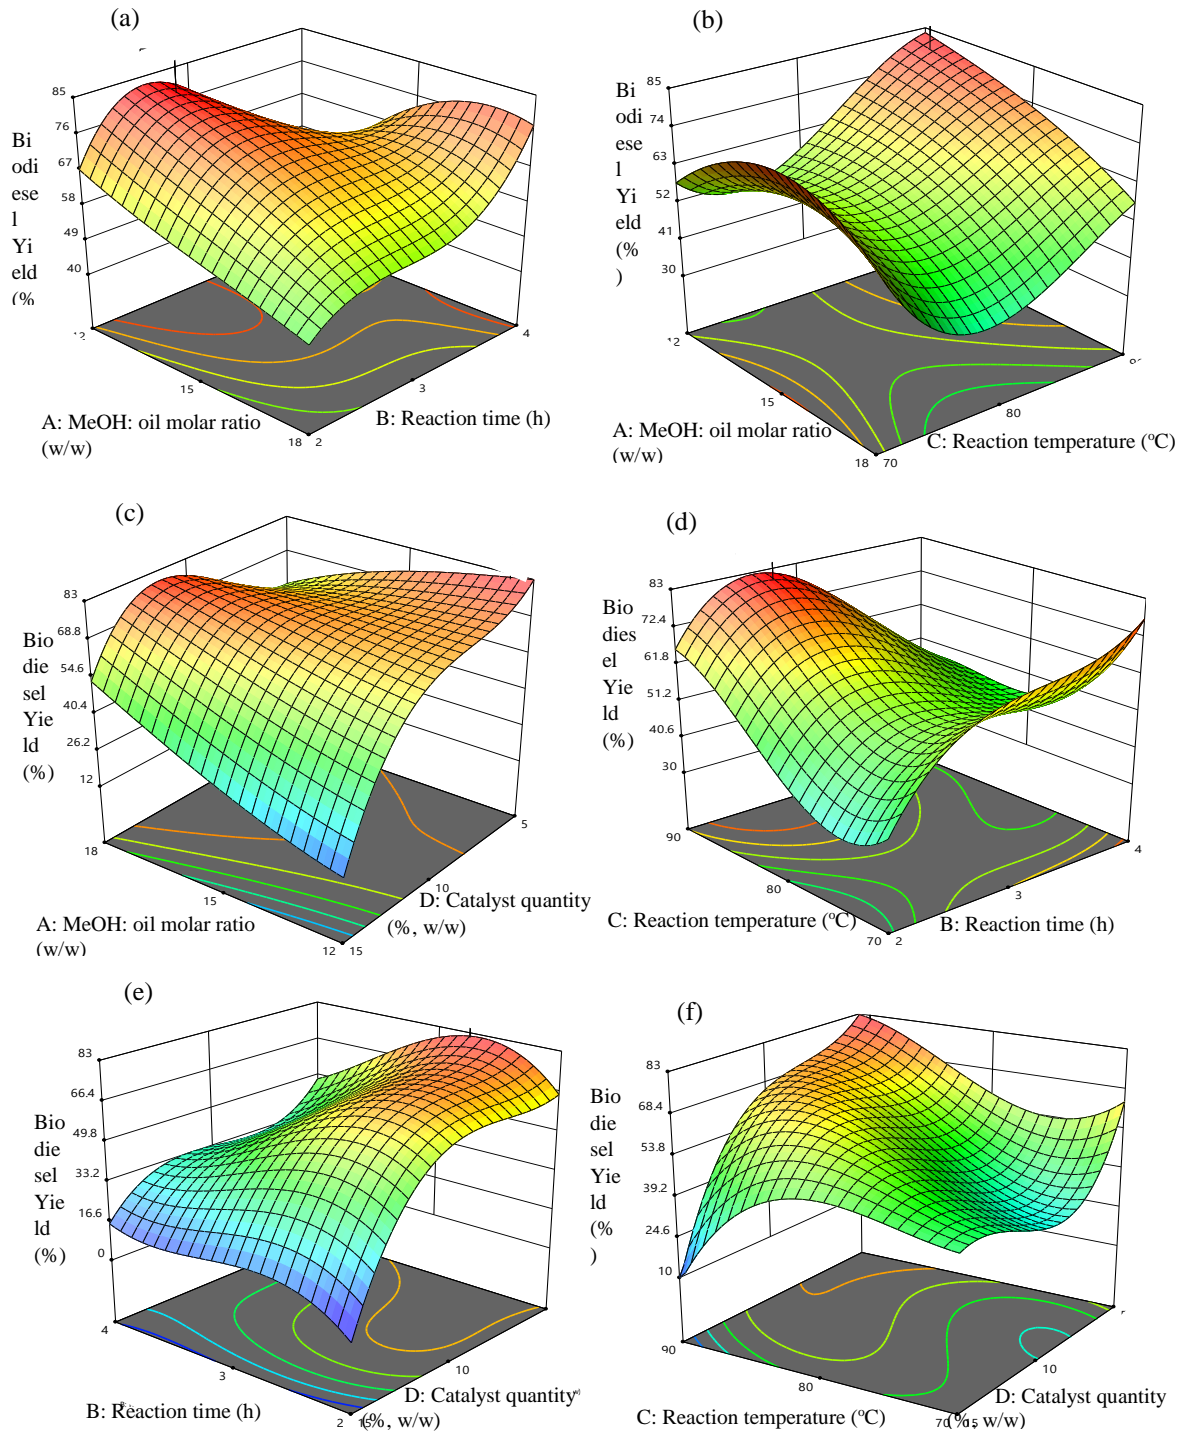 (a)
85
76
67
58
49
40
Bi
odi
ese
l
Yi
eld
(%
15
18
2
3
4
A: MeOH: oil molar ratio
(w/w)
B: Reaction time (h)
(b)
85
74
63
52
41
30
Bi
odi
ese
l
Yi
eld
(%
)
12
15
18
70
80
A: MeOH: oil molar ratio
(w/w)
C: Reaction temperature (ºC)
(c)
83
68.8
54.6
40.4
26.2
12
Bio
die
sel
Yie
ld
(%)
18
15
12
15
10
5
A: MeOH: oil molar ratio
(w/w)
D: Catalyst quantity
(%, w/w)
(d)
83
72.4
61.8
51.2
40.6
30
Bio
dies
el
Yie
ld
(%)
90
80
70
2
3
4
C: Reaction temperature (ºC)
B: Reaction time (h)
(e)
83
66.4
49.8
33.2
16.6
0
Bio
die
sel
Yie
ld
(%)
4
3
2
15
10
B: Reaction time (h)
D: Catalyst quantity
(%, w/w)
(f)
83
68.4
53.8
39.2
24.6
10
Bio
die
sel
Yie
ld
(%
)
90
80
70
15
10
C: Reaction temperature (ºC)
D: Catalyst quantity
(%, w/w)